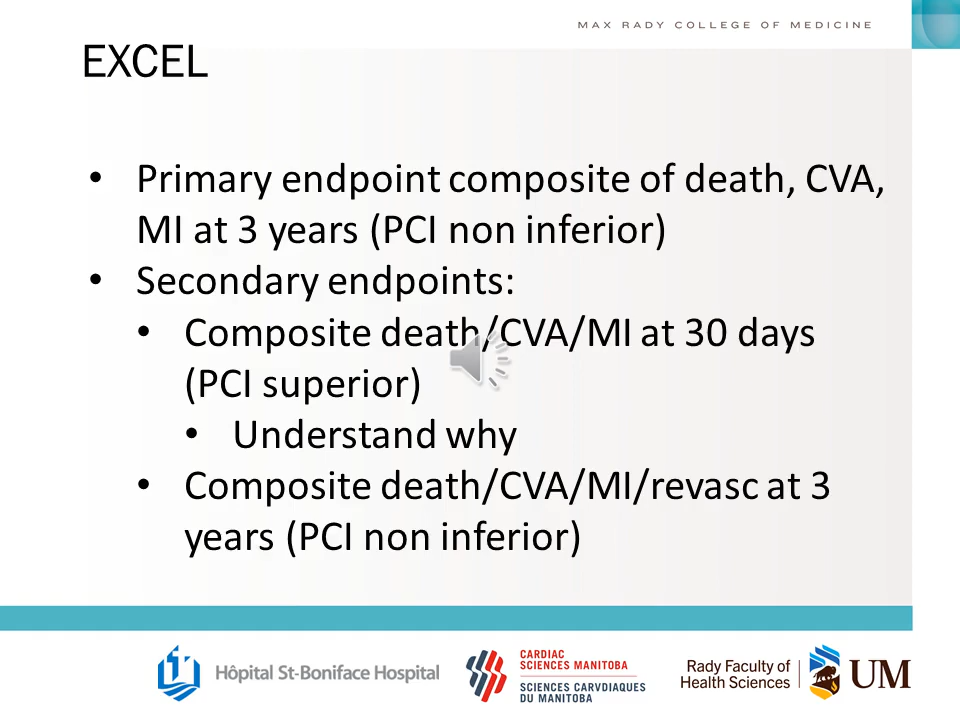 MAX RADY COLLEGE OF MEDICINE
EXCEL
• Primary endpoint composite of death, CVA,
MI at 3 years (PCI non inferior)
• Secondary endpoints:
• Composite death/CVA/MI at 30 days
(PCI superior)
• Understand why
• Composite death/CVA/MI/revasc at 3
years (PCI non inferior)
Hôpital St-Boniface Hospital
CARDIAC
SCIENCES MANITOBA
SCIENCES CARVDIAQUES
DU MANITOBA
Rady Faculty of
Health Sciences
UM